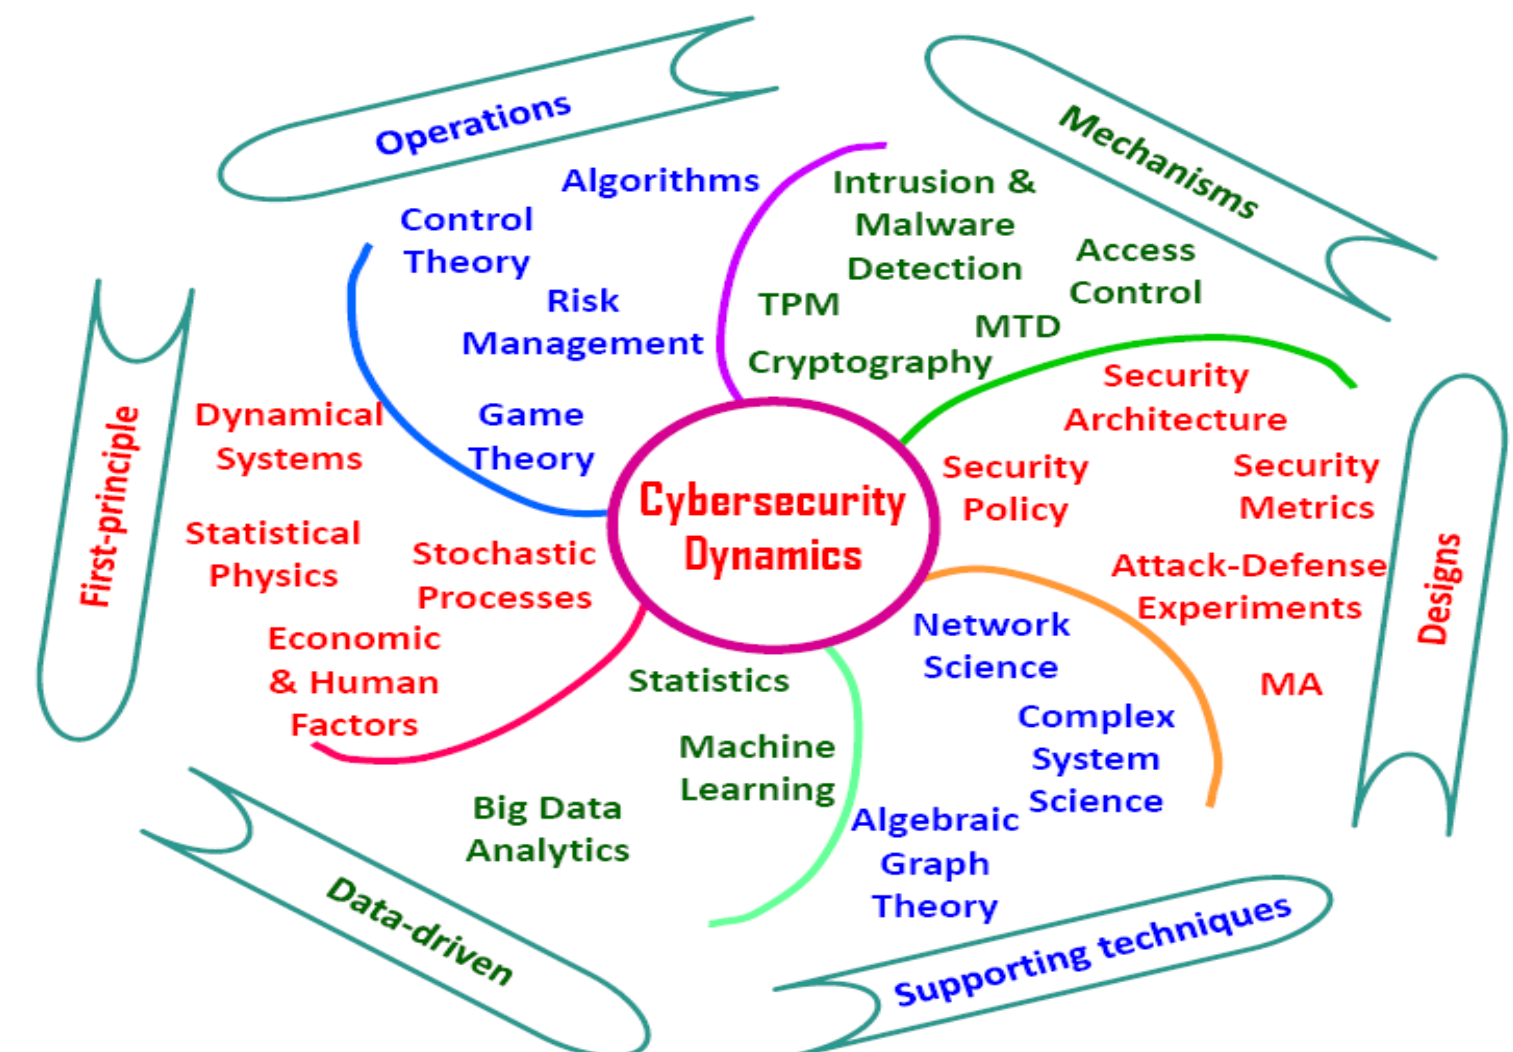 Operations
Algorithms
Control
Theory
Risk
Management
Game
Theory
Mechanisms
Intrusion &
Malware
Detection
Access
Control
TPM
MTD
Cryptography
Designs
Security
Architecture
Security
Policy
Security
Metrics
Attack-Defense
Experiments
MA
Cybersecurity
Dynamics
First-principle
Dynamical
Systems
Statistical
Physics
Stochastic
Processes
Economic
& Human
Factors
Data-driven
Statistics
Machine
Learning
Big Data
Analytics
Supporting techniques
Network
Science
Complex
System
Science
Algebraic
Graph
Theory